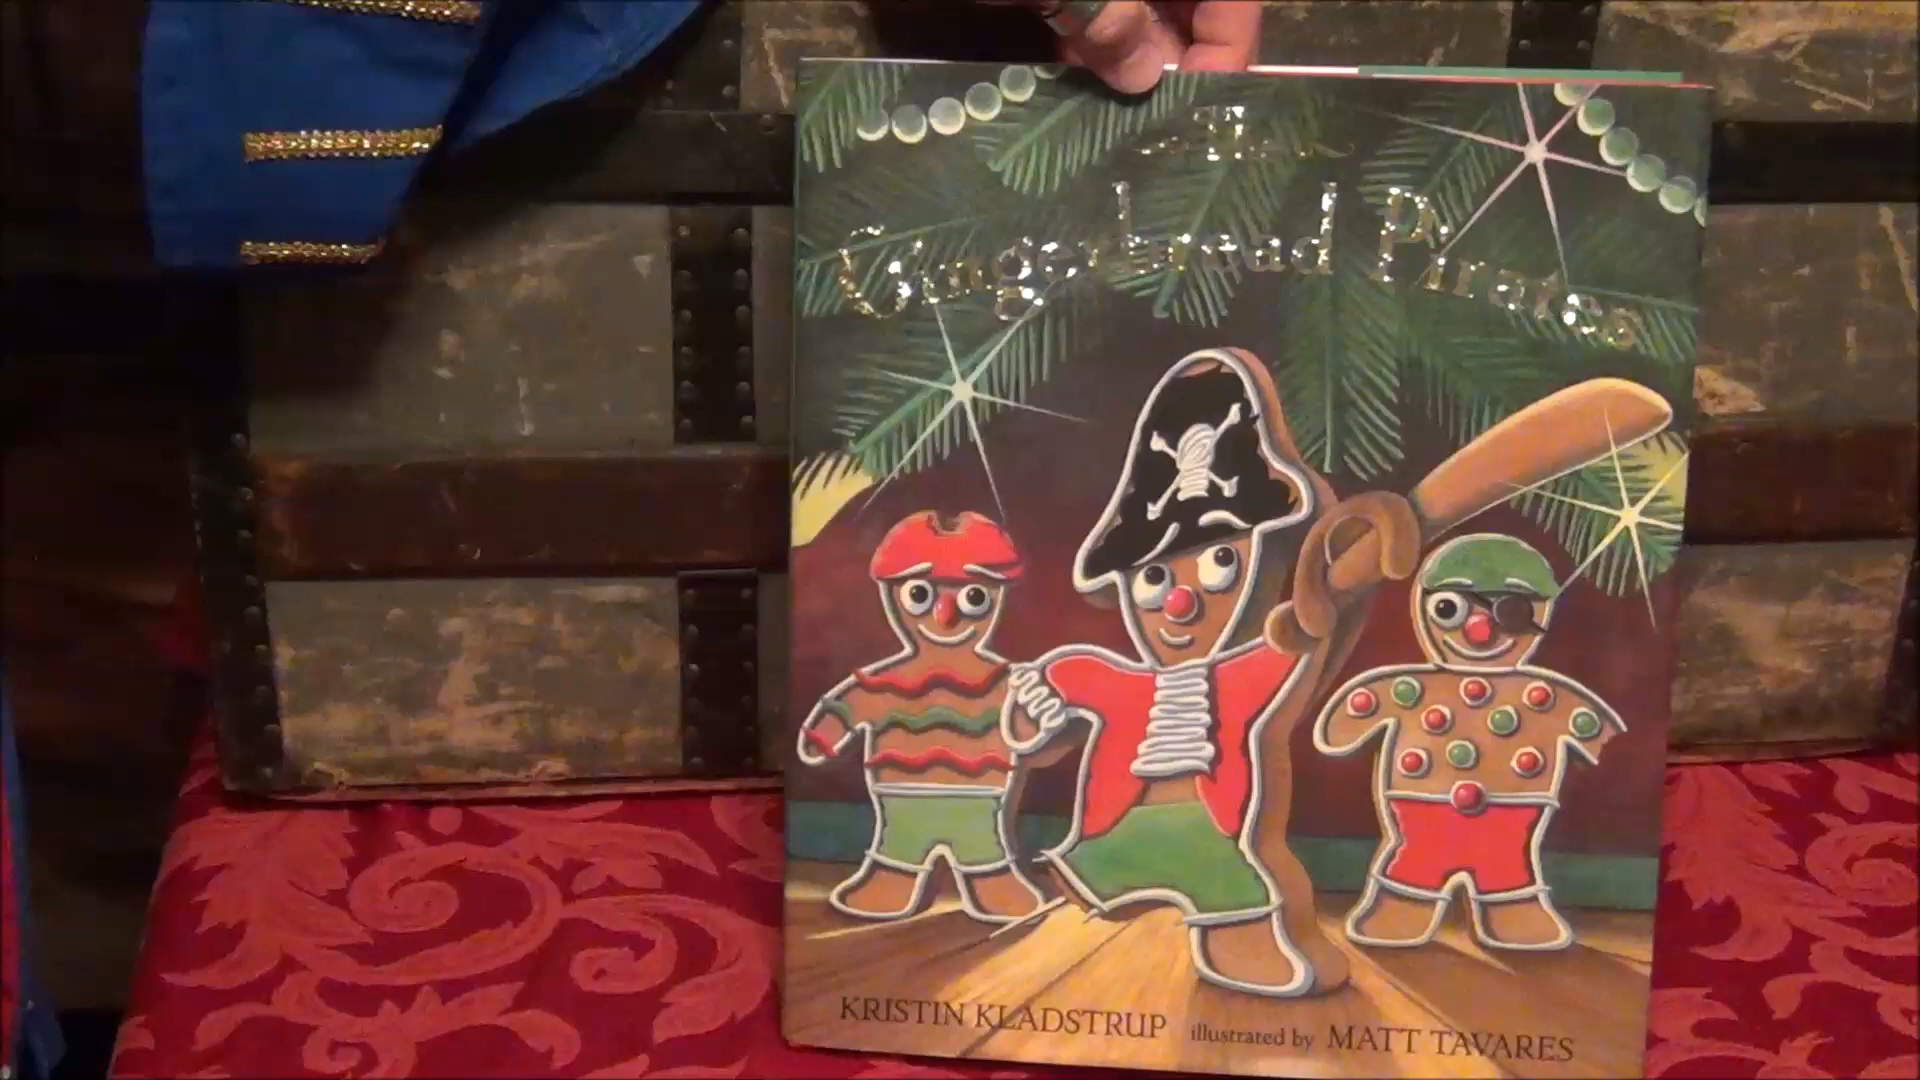 The
Gingerbread Pirates
KRISTIN KLADSTRUP illustrated by MATT TAVARES